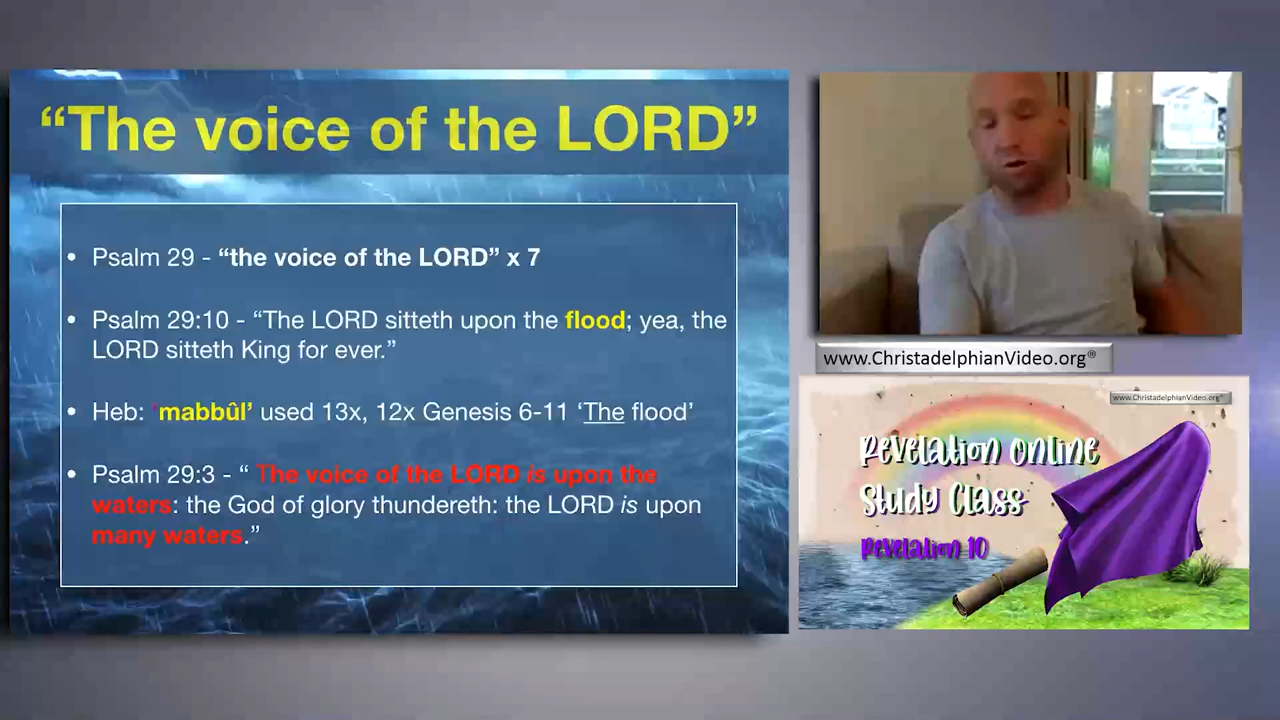 “The voice of the LORD”
• Psalm 29 - “the voice of the LORD” x 7
• Psalm 29:10 - “The LORD sitteth upon the flood; yea, the
LORD sitteth King for ever.”
• Heb: ‘mabbûl’ used 13x, 12x Genesis 6-11 ‘The flood’
• Psalm 29:3 - “ The voice of the LORD is upon the
waters: the God of glory thundereth: the LORD is upon
many waters.”
www.ChristadelphianVideo.org®
www.ChristadelphianVideo.org®
Revelation Online
Study Class
Revelation 10